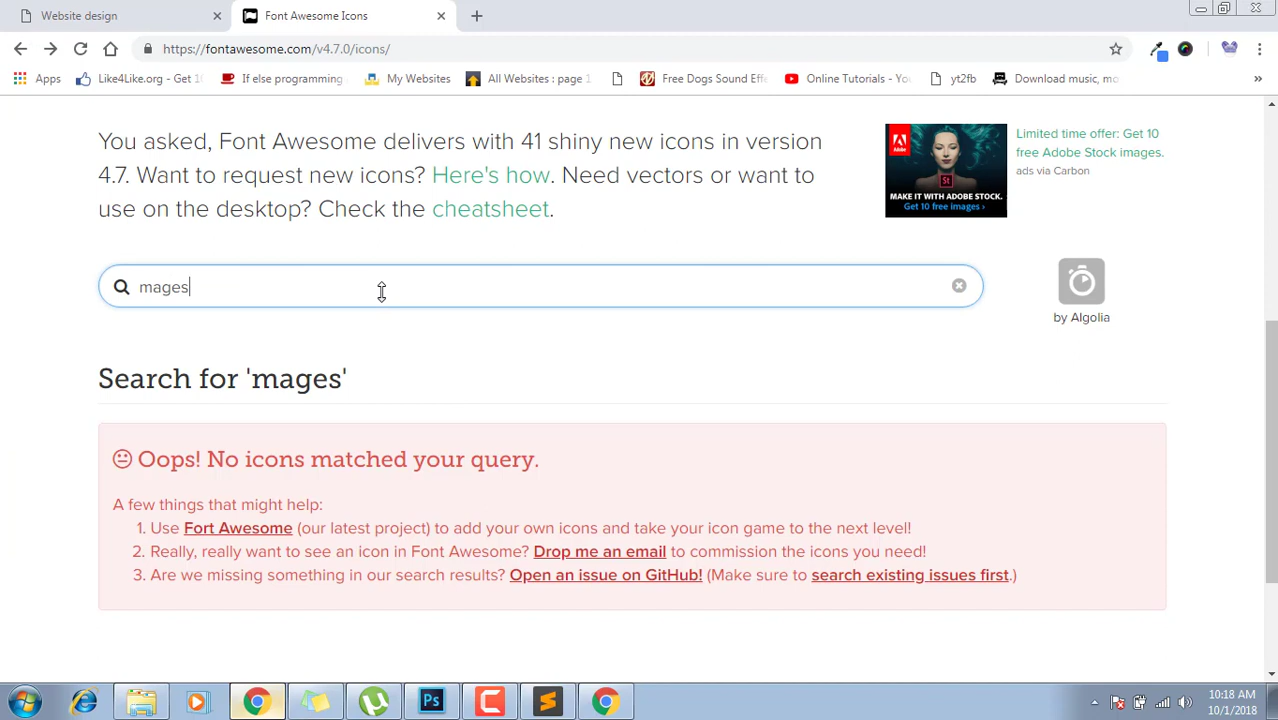 Website design
Font Awesome Icons
https://fontawesome.com/v4.7.0/icons/
Apps
Like4Like.org - Get 1
If else programming
My Websites
All Websites : page 1
Free Dogs Sound Effe
Online Tutorials - Yo
yt2fb
Download music, mo
You asked, Font Awesome delivers with 41 shiny new icons in version
4.7. Want to request new icons? Here's how. Need vectors or want to
use on the desktop? Check the cheatsheet.
Adobe
St
MAKE IT WITH ADOBE STOCK.
Get 10 free images ›
Limited time offer: Get 10
free Adobe Stock images.
ads via Carbon
mages
by Algolia
Search for 'mages'
Oops! No icons matched your query.
A few things that might help:
1. Use Fort Awesome (our latest project) to add your own icons and take your icon game to the next level!
2. Really, really want to see an icon in Font Awesome? Drop me an email to commission the icons you need!
3. Are we missing something in our search results? Open an issue on GitHub! (Make sure to search existing issues first.)
Ps
10:18 AM
10/1/2018